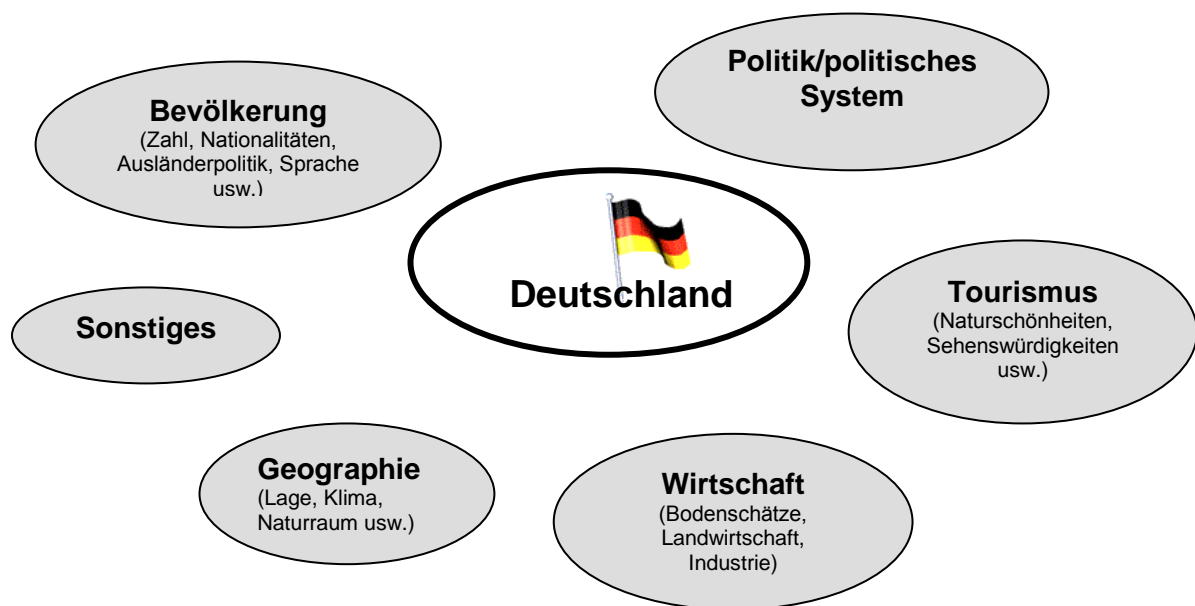 Politik/politisches
System
Bevölkerung
(Zahl, Nationalitäten,
Ausländerpolitik, Sprache
usw.)
Deutschland
Tourismus
(Naturschönheiten,
Sehenswürdigkeiten
usw.)
Sonstiges
Geographie
(Lage, Klima,
Naturraum usw.)
Wirtschaft
(Bodenschätze,
Landwirtschaft,
Industrie)